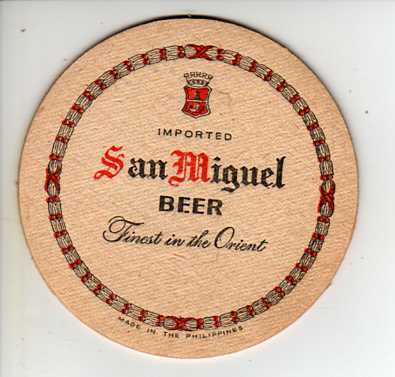 IMPORTED
San Miguel
BEER
Finest in the Orient
MADE IN THE PHILIPPINES